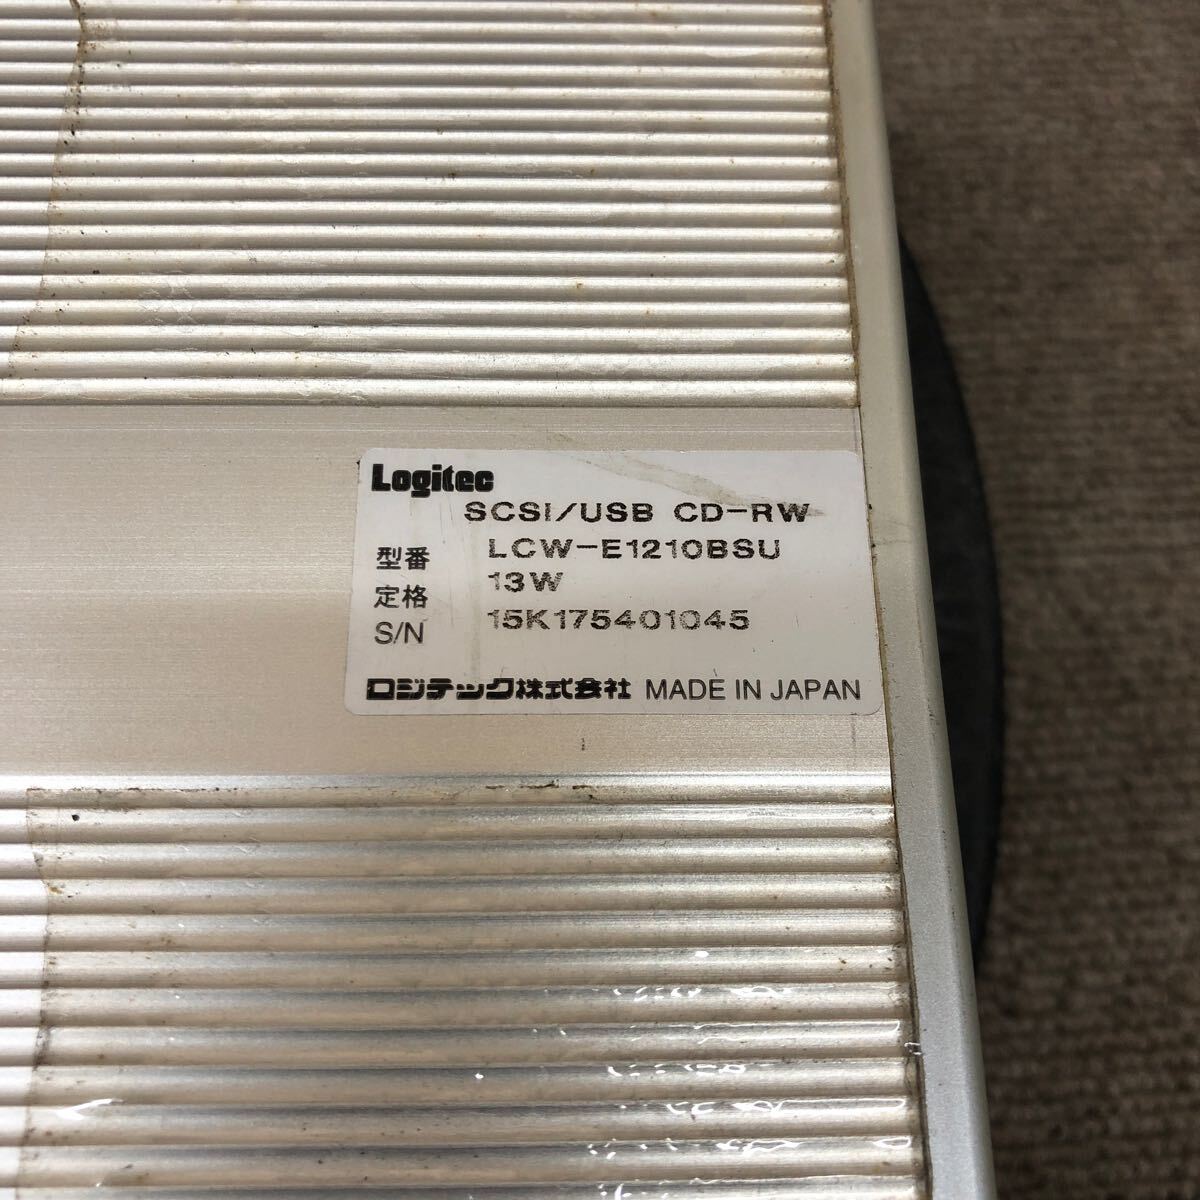 Logitec
SCSI/USB CD-RW
型番 LCW-E1210BSU
定格 13W
S/N 15K175401045
ロジテック株式会社 MADE IN JAPAN